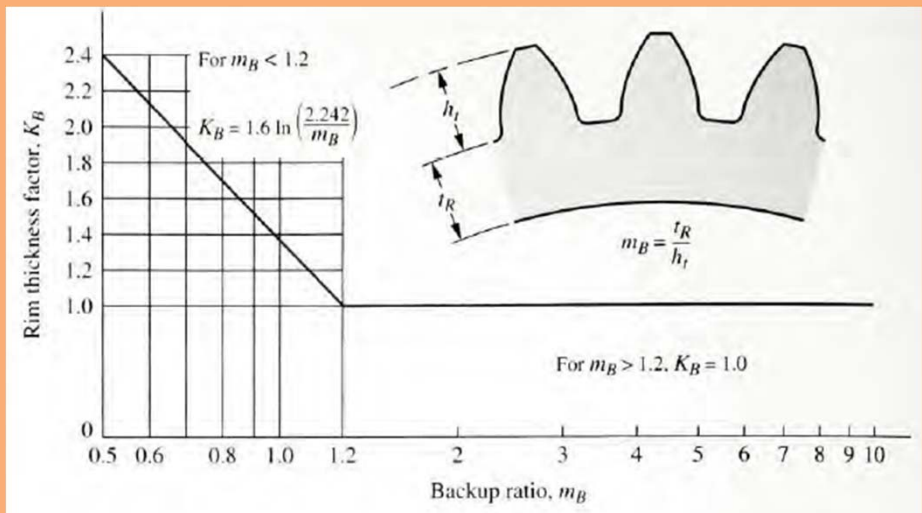 Rim thickness factor, K_B
2.4
2.2
2.0
1.8
1.6
1.4
1.2
1.0
0
For m_B < 1.2
K_B = 1.6 ln (2.242/m_B)
h_t
t_R
m_B = t_R/h_t
For m_B > 1.2, K_B = 1.0
0.5 0.6 0.8 1.0 1.2 2 3 4 5 6 7 8 9 10
Backup ratio, m_B